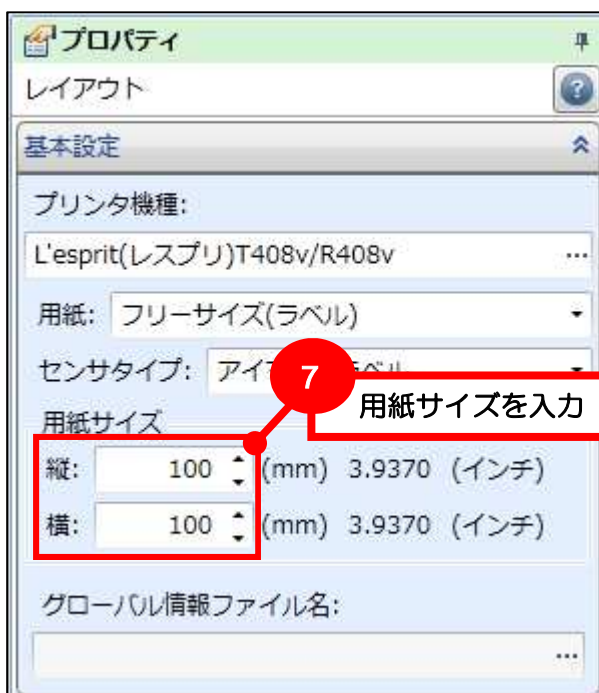 プロパティ
レイアウト
基本設定
プリンタ機種:
L'esprit(レスプリ)T408v/R408v ...
用紙: フリーサイズ(ラベル)
センサタイプ:
7
用紙サイズを入力
用紙サイズ
縦: 100 (mm) 3.9370 (インチ)
横: 100 (mm) 3.9370 (インチ)
グローバル情報ファイル名:
...